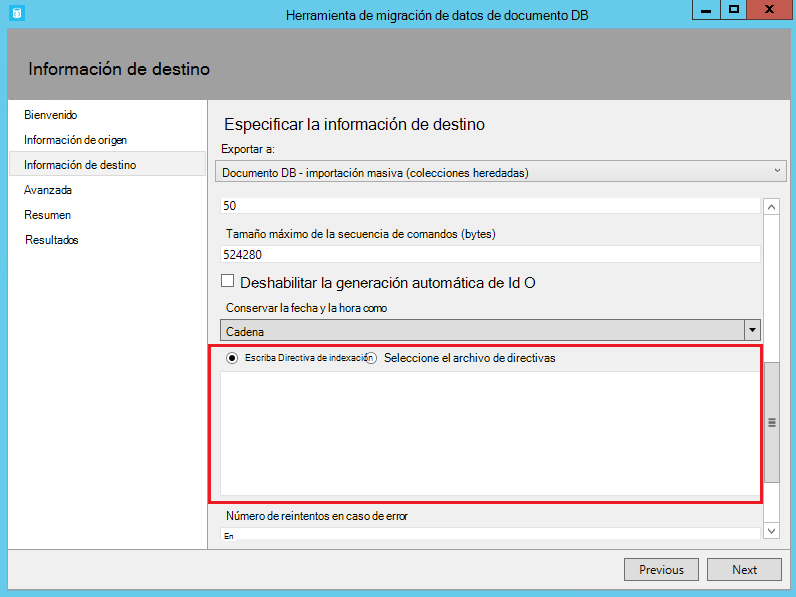 Herramienta de migración de datos de documento DB
Información de destino
Bienvenido
Información de origen
Información de destino
Avanzada
Resumen
Resultados
Especificar la información de destino
Exportar a:
Documento DB - importación masiva (colecciones heredadas)
50
Tamaño máximo de la secuencia de comandos (bytes)
524280
Deshabilitar la generación automática de Id O
Conservar la fecha y la hora como
Cadena
Escriba Directiva de indexación Seleccione el archivo de directivas
Número de reintentos en caso de error
En
Previous Next